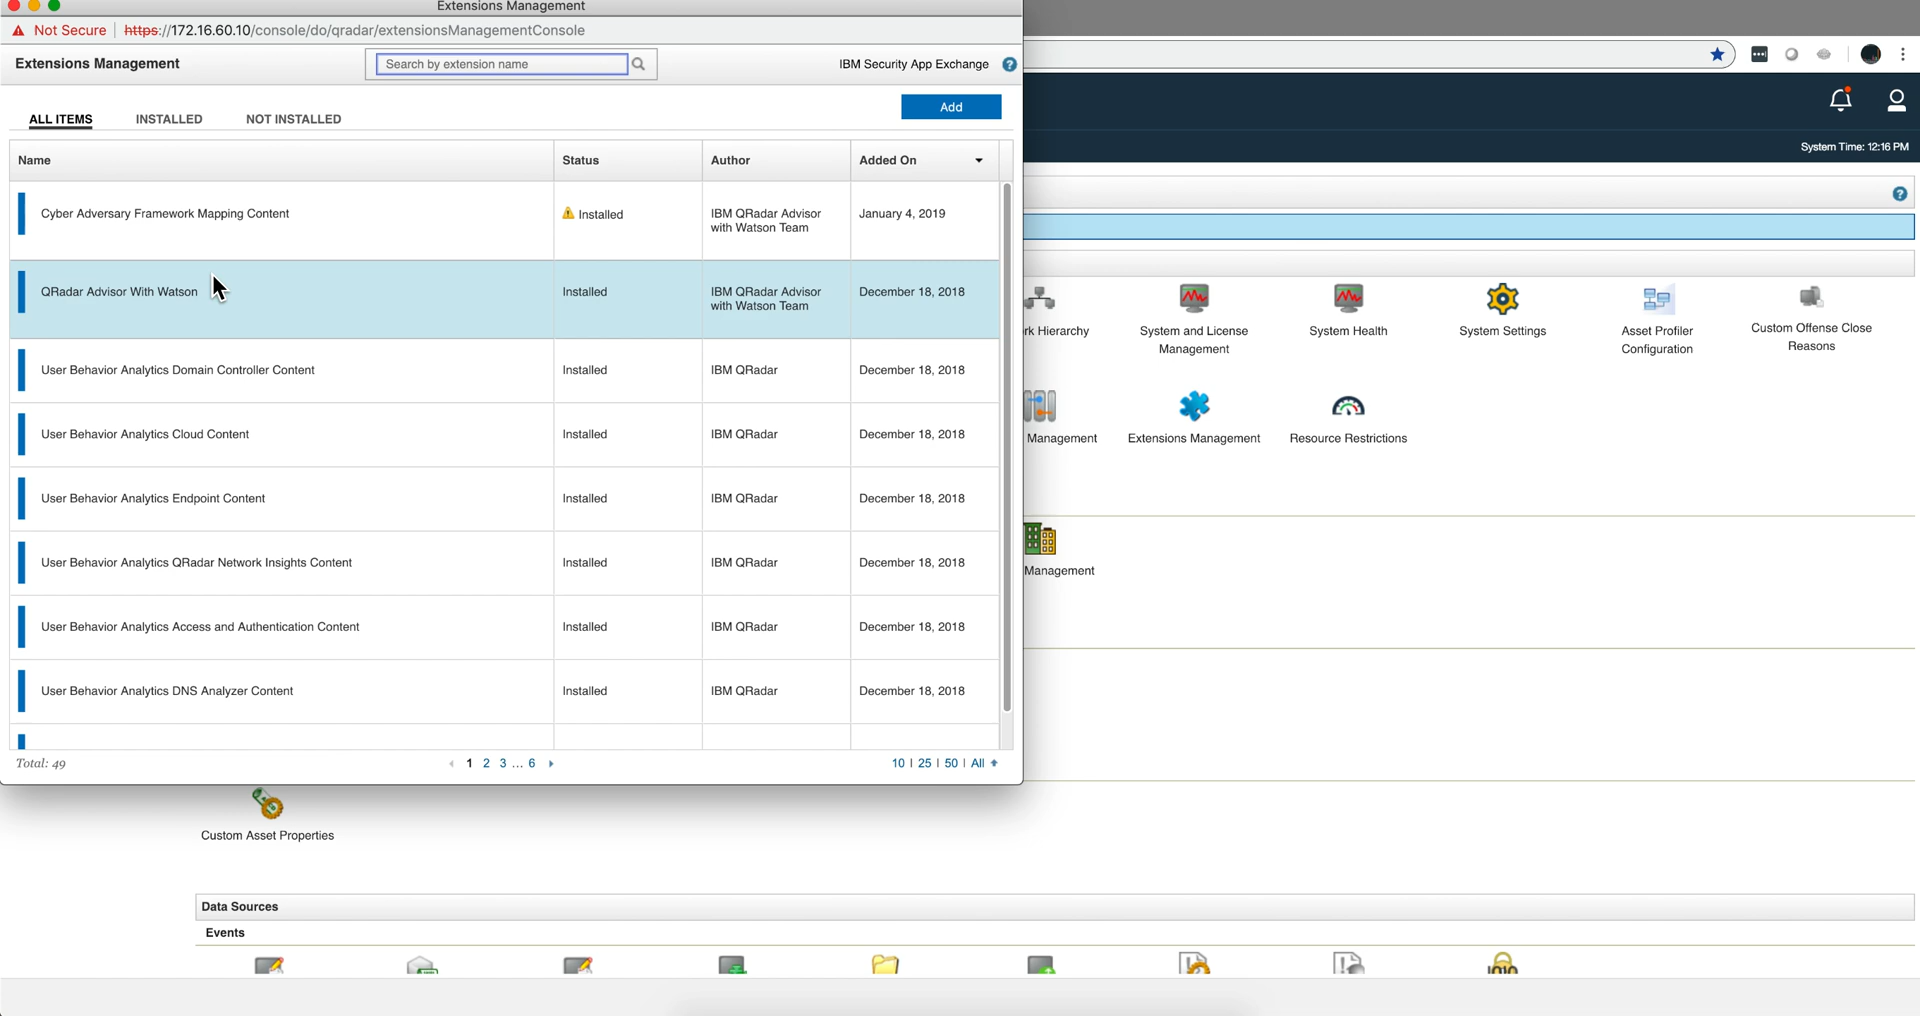 Extensions Management
Not Secure | https://172.16.60.10/console/do/qradar/extensionsManagementConsole
Extensions Management
Search by extension name
IBM Security App Exchange
?
Add
ALL ITEMS
INSTALLED
NOT INSTALLED
Name
Status
Author
Added On
Cyber Adversary Framework Mapping Content
Installed
IBM QRadar Advisor
with Watson Team
January 4, 2019
QRadar Advisor With Watson
Installed
IBM QRadar Advisor
with Watson Team
December 18, 2018
User Behavior Analytics Domain Controller Content
Installed
IBM QRadar
December 18, 2018
User Behavior Analytics Cloud Content
Installed
IBM QRadar
December 18, 2018
User Behavior Analytics Endpoint Content
Installed
IBM QRadar
December 18, 2018
User Behavior Analytics QRadar Network Insights Content
Installed
IBM QRadar
December 18, 2018
User Behavior Analytics Access and Authentication Content
Installed
IBM QRadar
December 18, 2018
User Behavior Analytics DNS Analyzer Content
Installed
IBM QRadar
December 18, 2018
Total: 49
1 2 3 ... 6
10 | 25 | 50 | All
System Time: 12:16 PM
?
rk Hierarchy
System and License
Management
System Health
System Settings
Asset Profiler
Configuration
Custom Offense Close
Reasons
Management
Extensions Management
Resource Restrictions
Management
Custom Asset Properties
Data Sources
Events